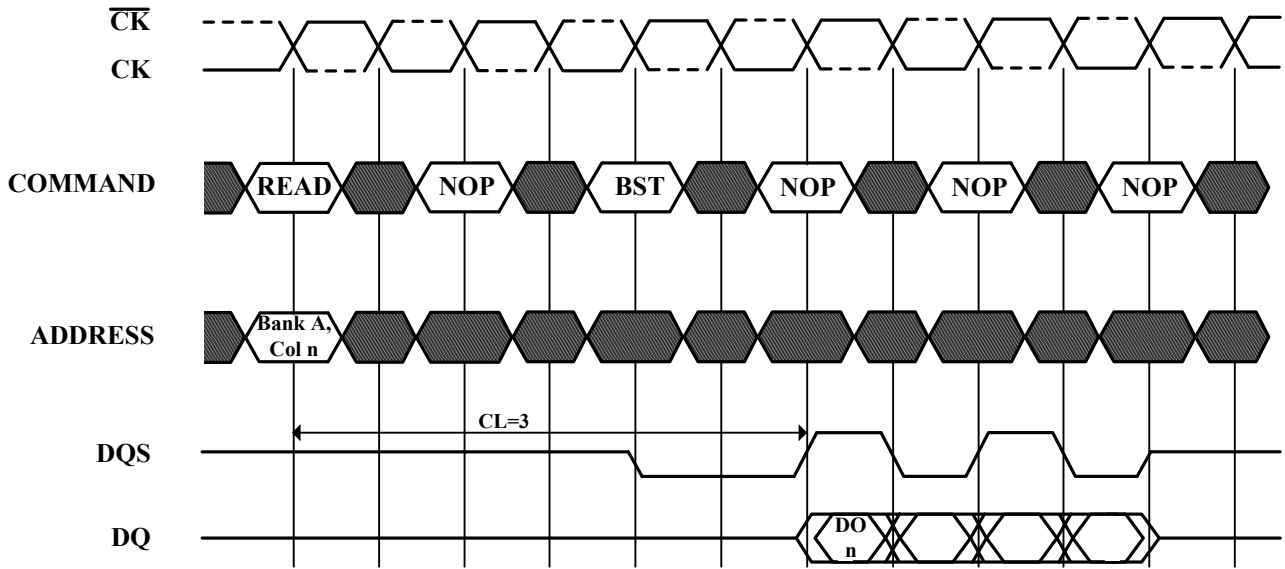 CK
CK
COMMAND
READ
NOP
BST
NOP
NOP
NOP
ADDRESS
Bank A,
Col n
CL=3
DQS
DQ
DO
n